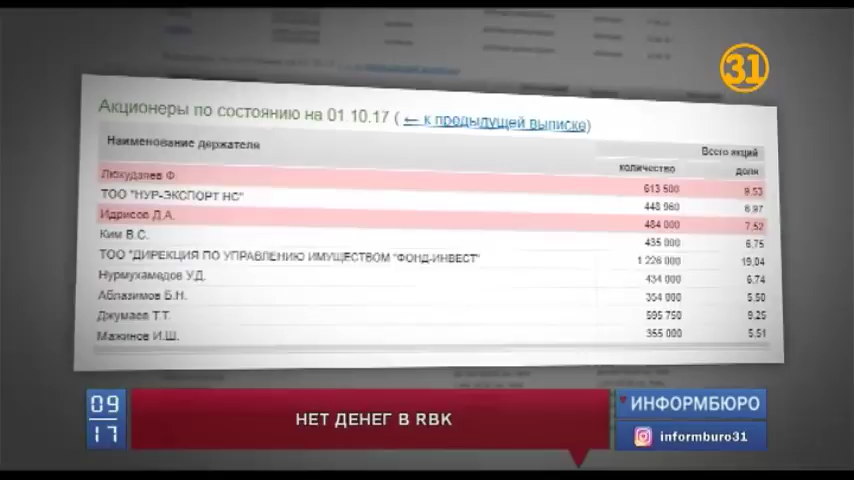 31
Акционеры по состоянию на 01.10.17 ( ← к предыдущей выписке)
Наименование держателя Всего акций
количество доля
Люхудзяев Ф. 613 500 9,53
ТОО "НУР-ЭКСПОРТ НС" 448 960 6,97
Идрисов Д.А. 484 000 7,52
Ким В.С. 435 000 6,75
ТОО "ДИРЕКЦИЯ ПО УПРАВЛЕНИЮ ИМУЩЕСТВОМ "ФОНД-ИНВЕСТ" 1 226 000 19,04
Нурмухамедов У.Д. 434 000 6,74
Аблазимов Б.Н. 354 000 5,50
Джумаев Т.Т. 595 750 9,25
Мажинов И.Ш. 355 000 5,51
09
17
НЕТ ДЕНЕГ В RBK
ИНФОРМБЮРО
informburo31